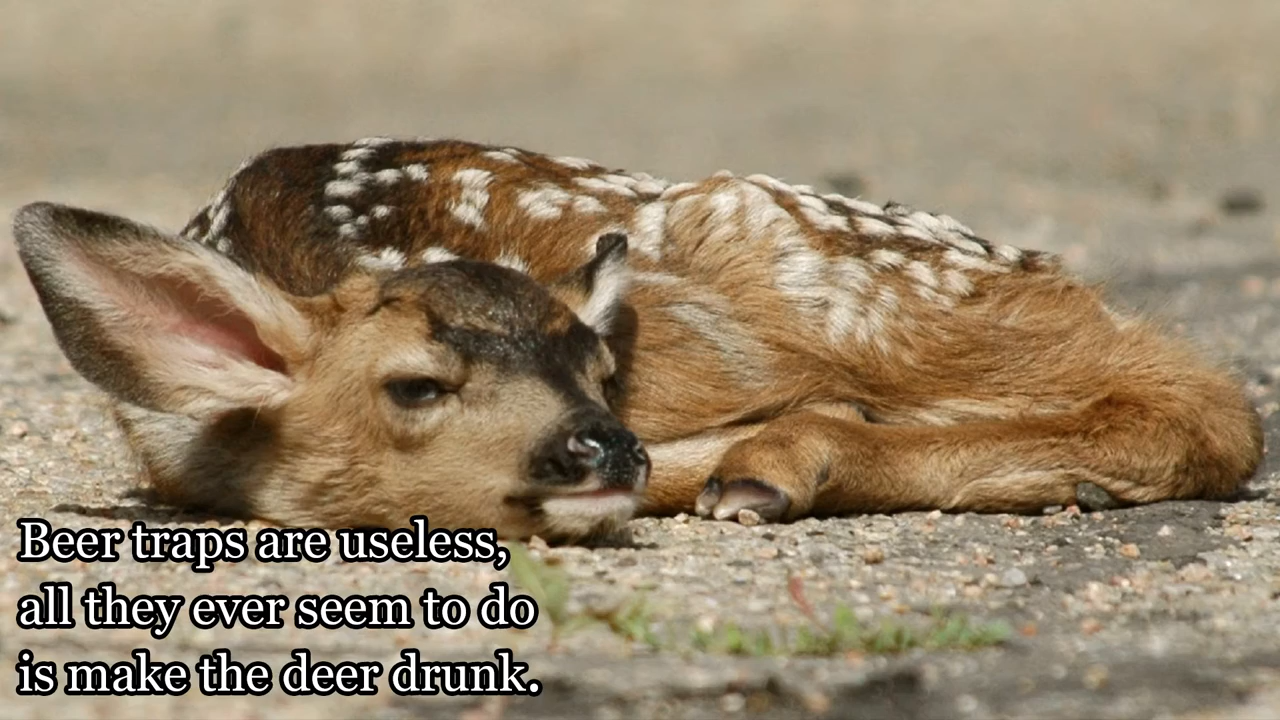 Beer traps are useless,
all they ever seem to do
is make the deer drunk.